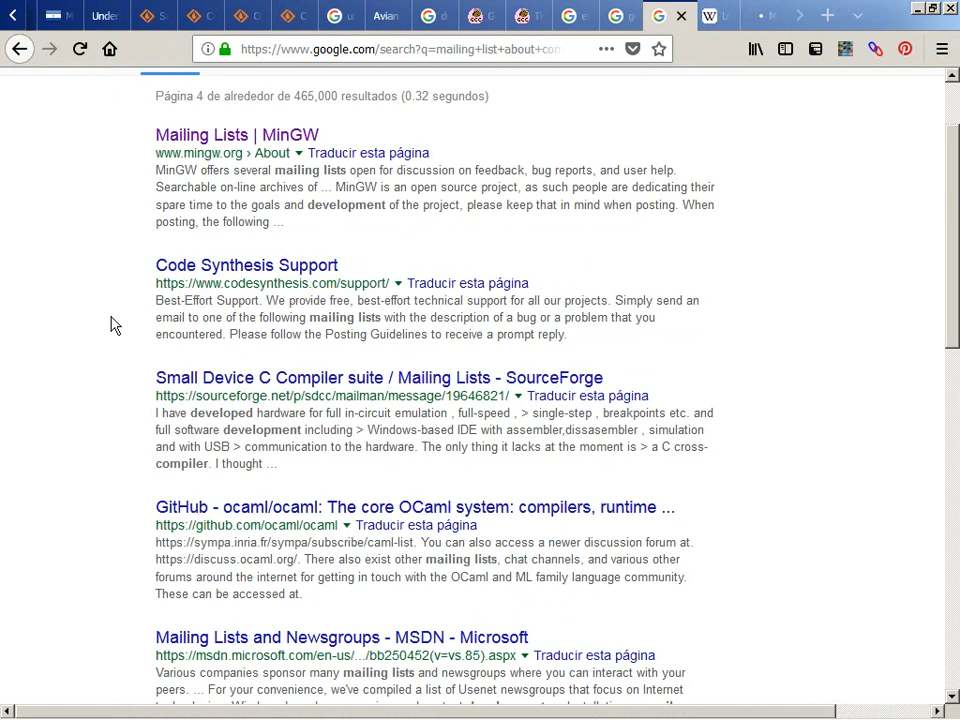 M
Under
Avian
https://www.google.com/search?q=mailing+list+about+com
Página 4 de alrededor de 465,000 resultados (0.32 segundos)
Mailing Lists | MinGW
www.mingw.org › About Traducir esta página
MinGW offers several mailing lists open for discussion on feedback, bug reports, and user help.
Searchable on-line archives of ... MinGW is an open source project, as such people are dedicating their
spare time to the goals and development of the project, please keep that in mind when posting. When
posting, the following ...
Code Synthesis Support
https://www.codesynthesis.com/support/ Traducir esta página
Best-Effort Support. We provide free, best-effort technical support for all our projects. Simply send an
email to one of the following mailing lists with the description of a bug or a problem that you
encountered. Please follow the Posting Guidelines to receive a prompt reply.
Small Device C Compiler suite / Mailing Lists - SourceForge
https://sourceforge.net/p/sdcc/mailman/message/19646821/ Traducir esta página
I have developed hardware for full in-circuit emulation , full-speed , > single-step , breakpoints etc. and
full software development including > Windows-based IDE with assembler,dissasembler , simulation
and with USB > communication to the hardware. The only thing it lacks at the moment is > a C cross-
compiler. I thought ...
GitHub - ocaml/ocaml: The core OCaml system: compilers, runtime ...
https://github.com/ocaml/ocaml Traducir esta página
https://sympa.inria.fr/sympa/subscribe/caml-list. You can also access a newer discussion forum at.
https://discuss.ocaml.org/. There also exist other mailing lists, chat channels, and various other
forums around the internet for getting in touch with the OCaml and ML family language community.
These can be accessed at.
Mailing Lists and Newsgroups - MSDN - Microsoft
https://msdn.microsoft.com/en-us/.../bb250452(v=vs.85).aspx Traducir esta página
Various companies sponsor many mailing lists and newsgroups where you can interact with your
peers. ... For your convenience, we've compiled a list of Usenet newsgroups that focus on Internet